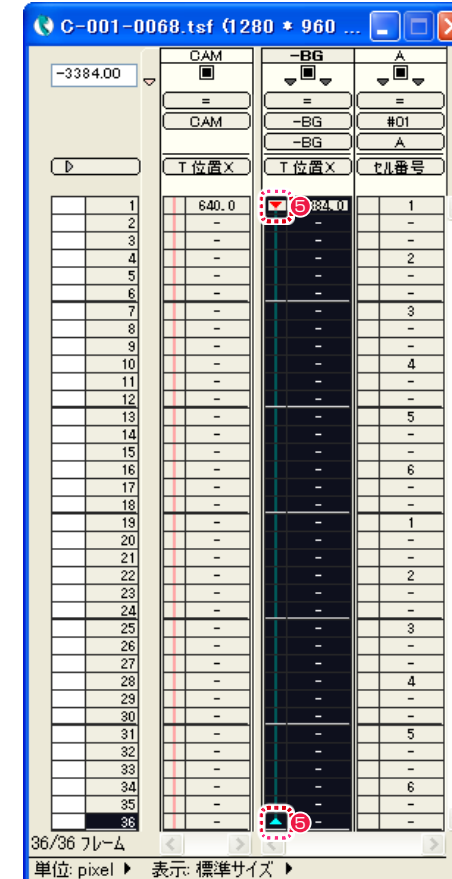 C-001-0068.tsf (1280 * 960 ...
CAM -BG A
-3384.00
= = =
CAM -BG #01
-BG A
T 位置X T 位置X セル番号
1 640.0 5 384.0 1
2 - - -
3 - - -
4 - - 2
5 - - -
6 - - -
7 - - 3
8 - - -
9 - - -
10 - - 4
11 - - -
12 - - -
13 - - 5
14 - - -
15 - - -
16 - - 6
17 - - -
18 - - -
19 - - 1
20 - - -
21 - - -
22 - - 2
23 - - -
24 - - -
25 - - 3
26 - - -
27 - - -
28 - - 4
29 - - -
30 - - -
31 - - 5
32 - - -
33 - - -
34 - - 6
35 - - -
36 - 5 - -
36/36 フレーム
単位: pixel 表示: 標準サイズ